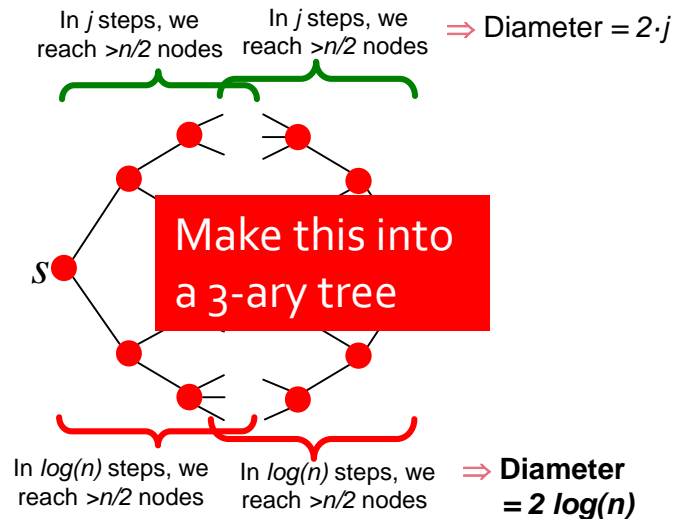 In j steps, we
reach >n/2 nodes
In j steps, we
reach >n/2 nodes
⇒ Diameter = 2·j
Make this into
a 3-ary tree
s
In log(n) steps, we
reach >n/2 nodes
In log(n) steps, we
reach >n/2 nodes
⇒ Diameter
= 2 log(n)